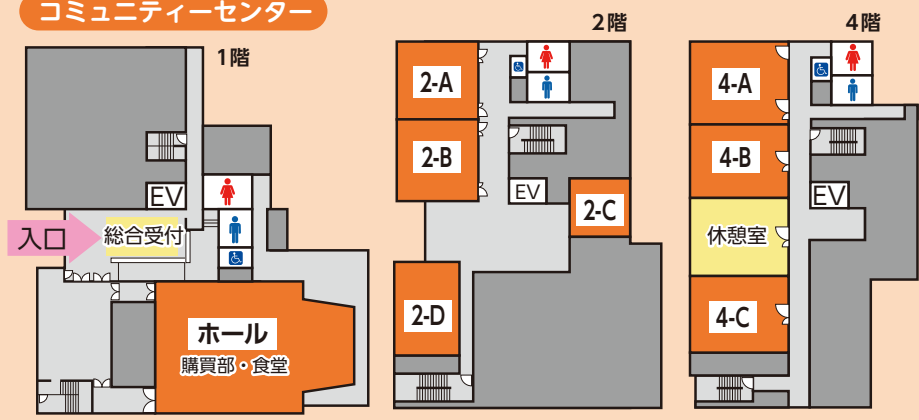 コミュニティーセンター
1階
EV
入口
総合受付
ホール
購買部・食堂
2階
2-A
2-B
EV
2-C
2-D
4階
4-A
4-B
EV
休憩室
4-C